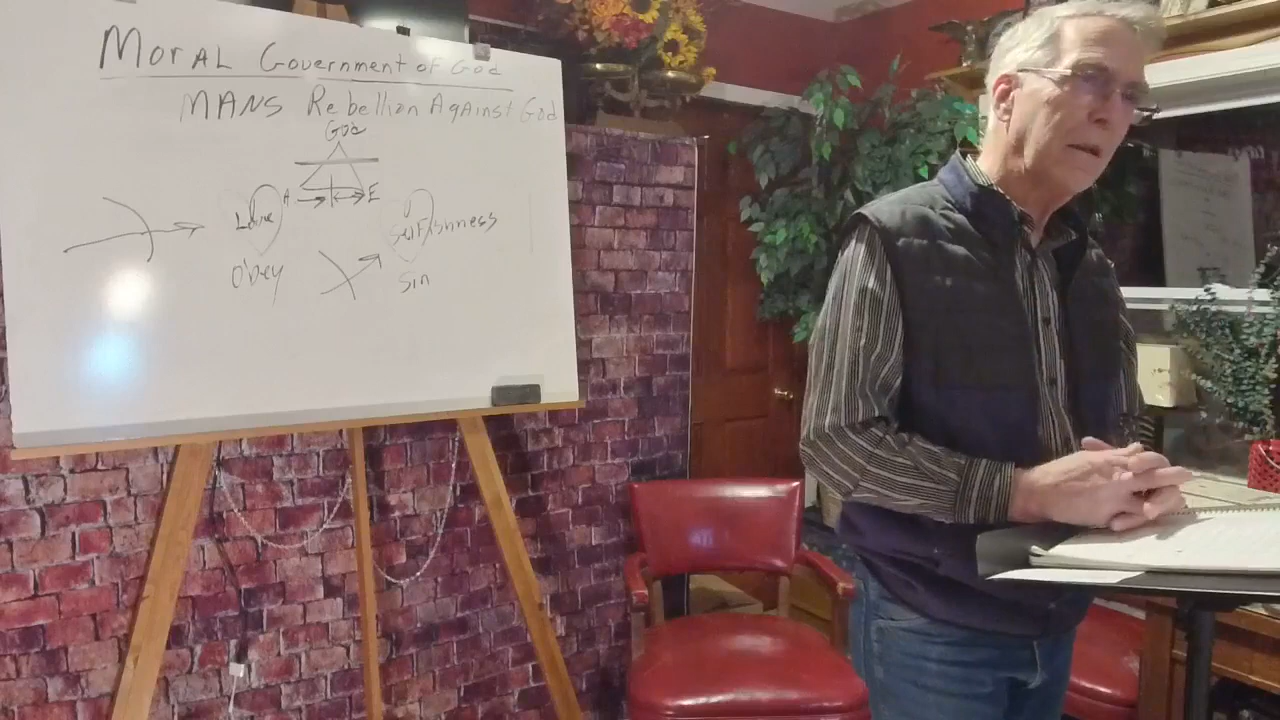 Moral Government of God
MANS Rebellion Against God
God
A E
Love Selfishness
Obey Sin